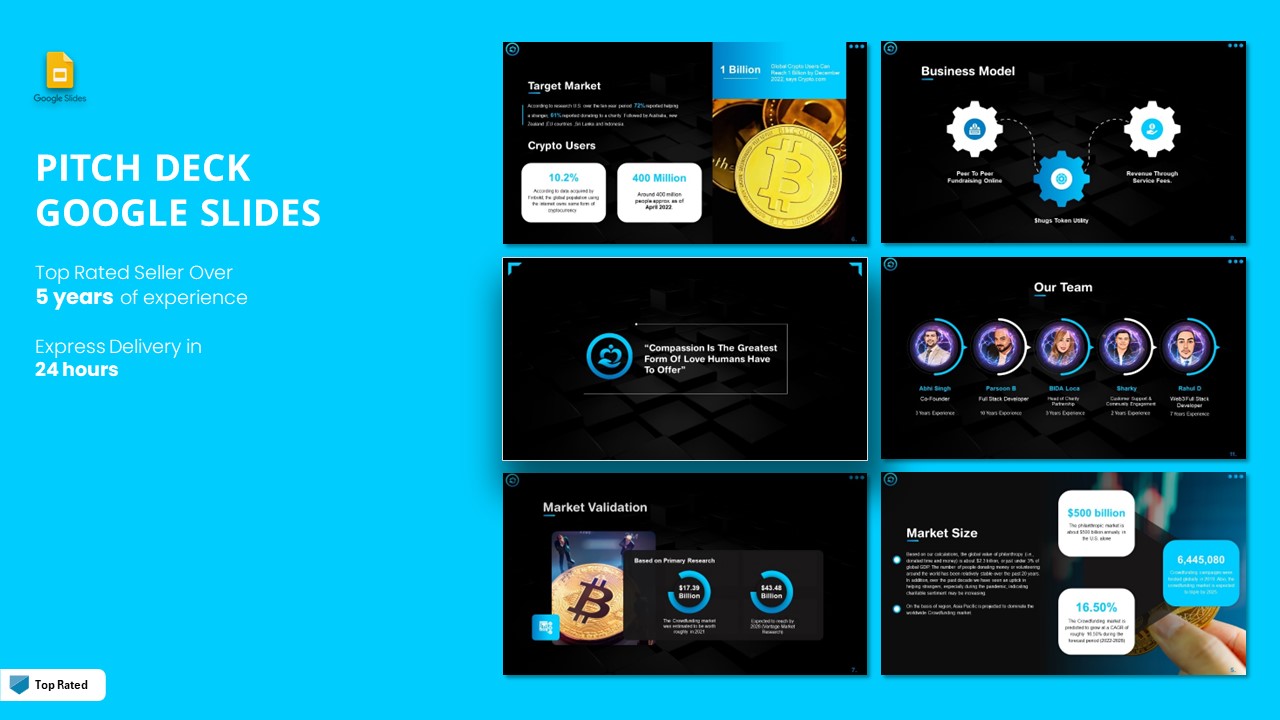 Google Slides
PITCH DECK
GOOGLE SLIDES
Top Rated Seller Over
5 years of experience
Express Delivery in
24 hours
Top Rated
Target Market
According to research U.S. over the ten year period 72% reported helping
a stranger, 61% reported donating to a charity. Followed by Australia, new
Zealand .EU countries ,Sri Lanka and Indonesia.
Crypto Users
10.2%
According to data acquired by
Finbold, the global population using
the internet owns some form of
cryptocurrency.
400 Million
Around 400 million
people approx. as of
April 2022.
1 Billion
Global Crypto Users Can
Reach 1 Billion by December
2022, says Crypto.com
6.
Business Model
Peer To Peer
Fundraising Online
$hugs Token Utility
Revenue Through
Service Fees.
"Compassion Is The Greatest
Form Of Love Humans Have
To Offer"
Our Team
Abhi Singh
Co-Founder
3 Years Experience
Parsoon B
Full Stack Developer
10 Years Experience
BIDA Loca
Head of Charity
Partnership
3 Years Experience
Sharky
Customer Support &
Community Engagement
2 Years Experience
Rahul D
Web3 Full Stack
Developer
7 Years Experience
11.
Market Validation
Based on Primary Research
$17.39
Billion
The Crowdfunding market
was estimated to be worth
roughly in 2021
$43.48
Billion
Expected to reach by
2028 (Vantage Market
Research)
7.
Market Size
Based on our calculations, the global value of philanthropy (i.e.,
donated time and money) is about $2.3 trillion, or just under 3% of
global GDP. The number of people donating money or volunteering
around the world has been relatively stable over the past 20 years.
In addition, over the past decade we have seen an uptick in
helping strangers, especially during the pandemic, indicating
charitable sentiment may be increasing.
On the basis of region, Asia Pacific is projected to dominate the
worldwide Crowdfunding market.
$500 billion
The philanthropic market is
about $500 billion annually in
the U.S. alone
6,445,080
Crowdfunding campaigns were
hosted globally in 2019 and the
crowdfunding market is expected
to triple by 2025
16.50%
The Crowdfunding market is
predicted to grow at a CAGR of
roughly 16.50% during the
forecast period (2022-2028)